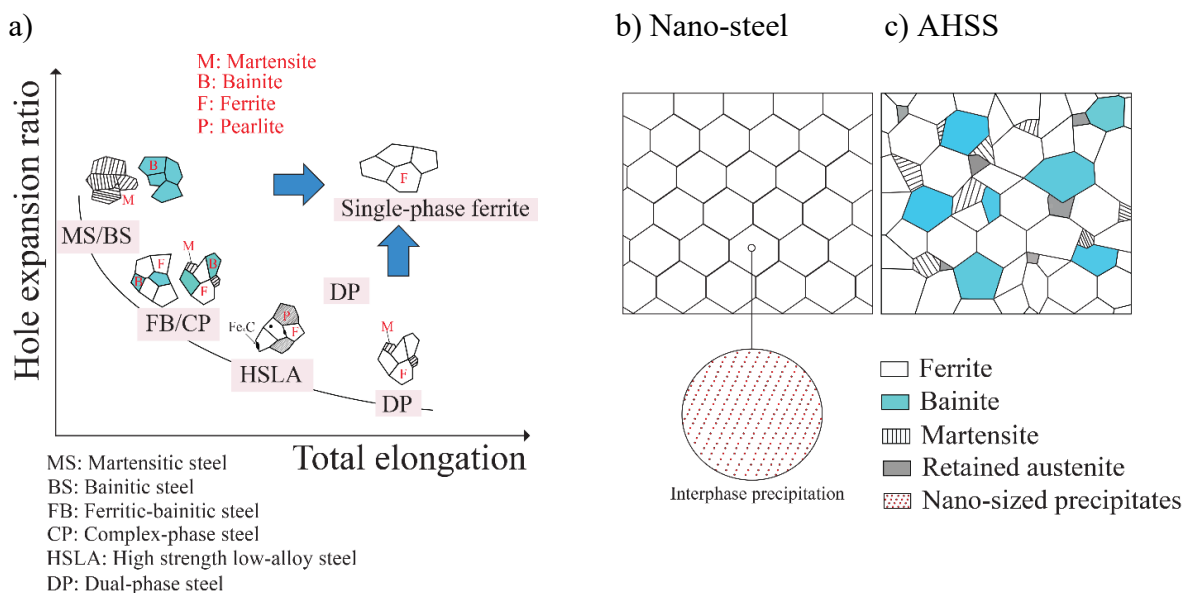 a)
b) Nano-steel
c) AHSS
M: Martensite
B: Bainite
F: Ferrite
P: Pearlite
Hole expansion ratio
B
M
MS/BS
F
Single-phase ferrite
F
B
M
B
F
FB/CP
DP
Fe₃C
P
F
HSLA
M
F
DP
Total elongation
MS: Martensitic steel
BS: Bainitic steel
FB: Ferritic-bainitic steel
CP: Complex-phase steel
HSLA: High strength low-alloy steel
DP: Dual-phase steel
Interphase precipitation
Ferrite
Bainite
Martensite
Retained austenite
Nano-sized precipitates